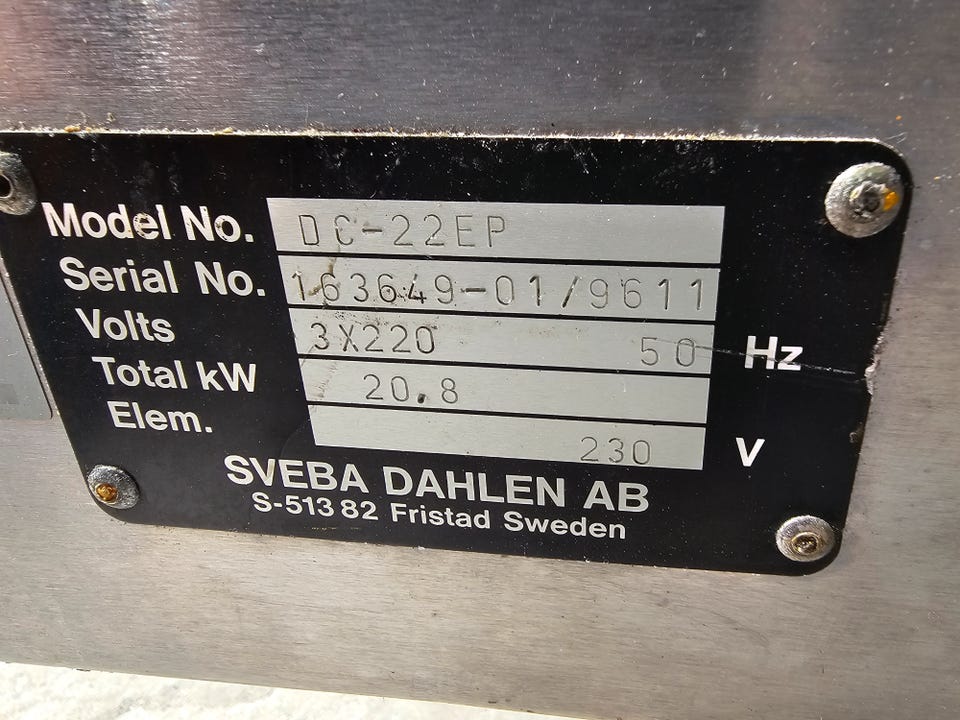 Model No. DC-22EP
Serial No. 163649-01/9611
Volts 3X220 50 Hz
Total kW 20.8
Elem. 230 V
SVEBA DAHLEN AB
S-513 82 Fristad Sweden